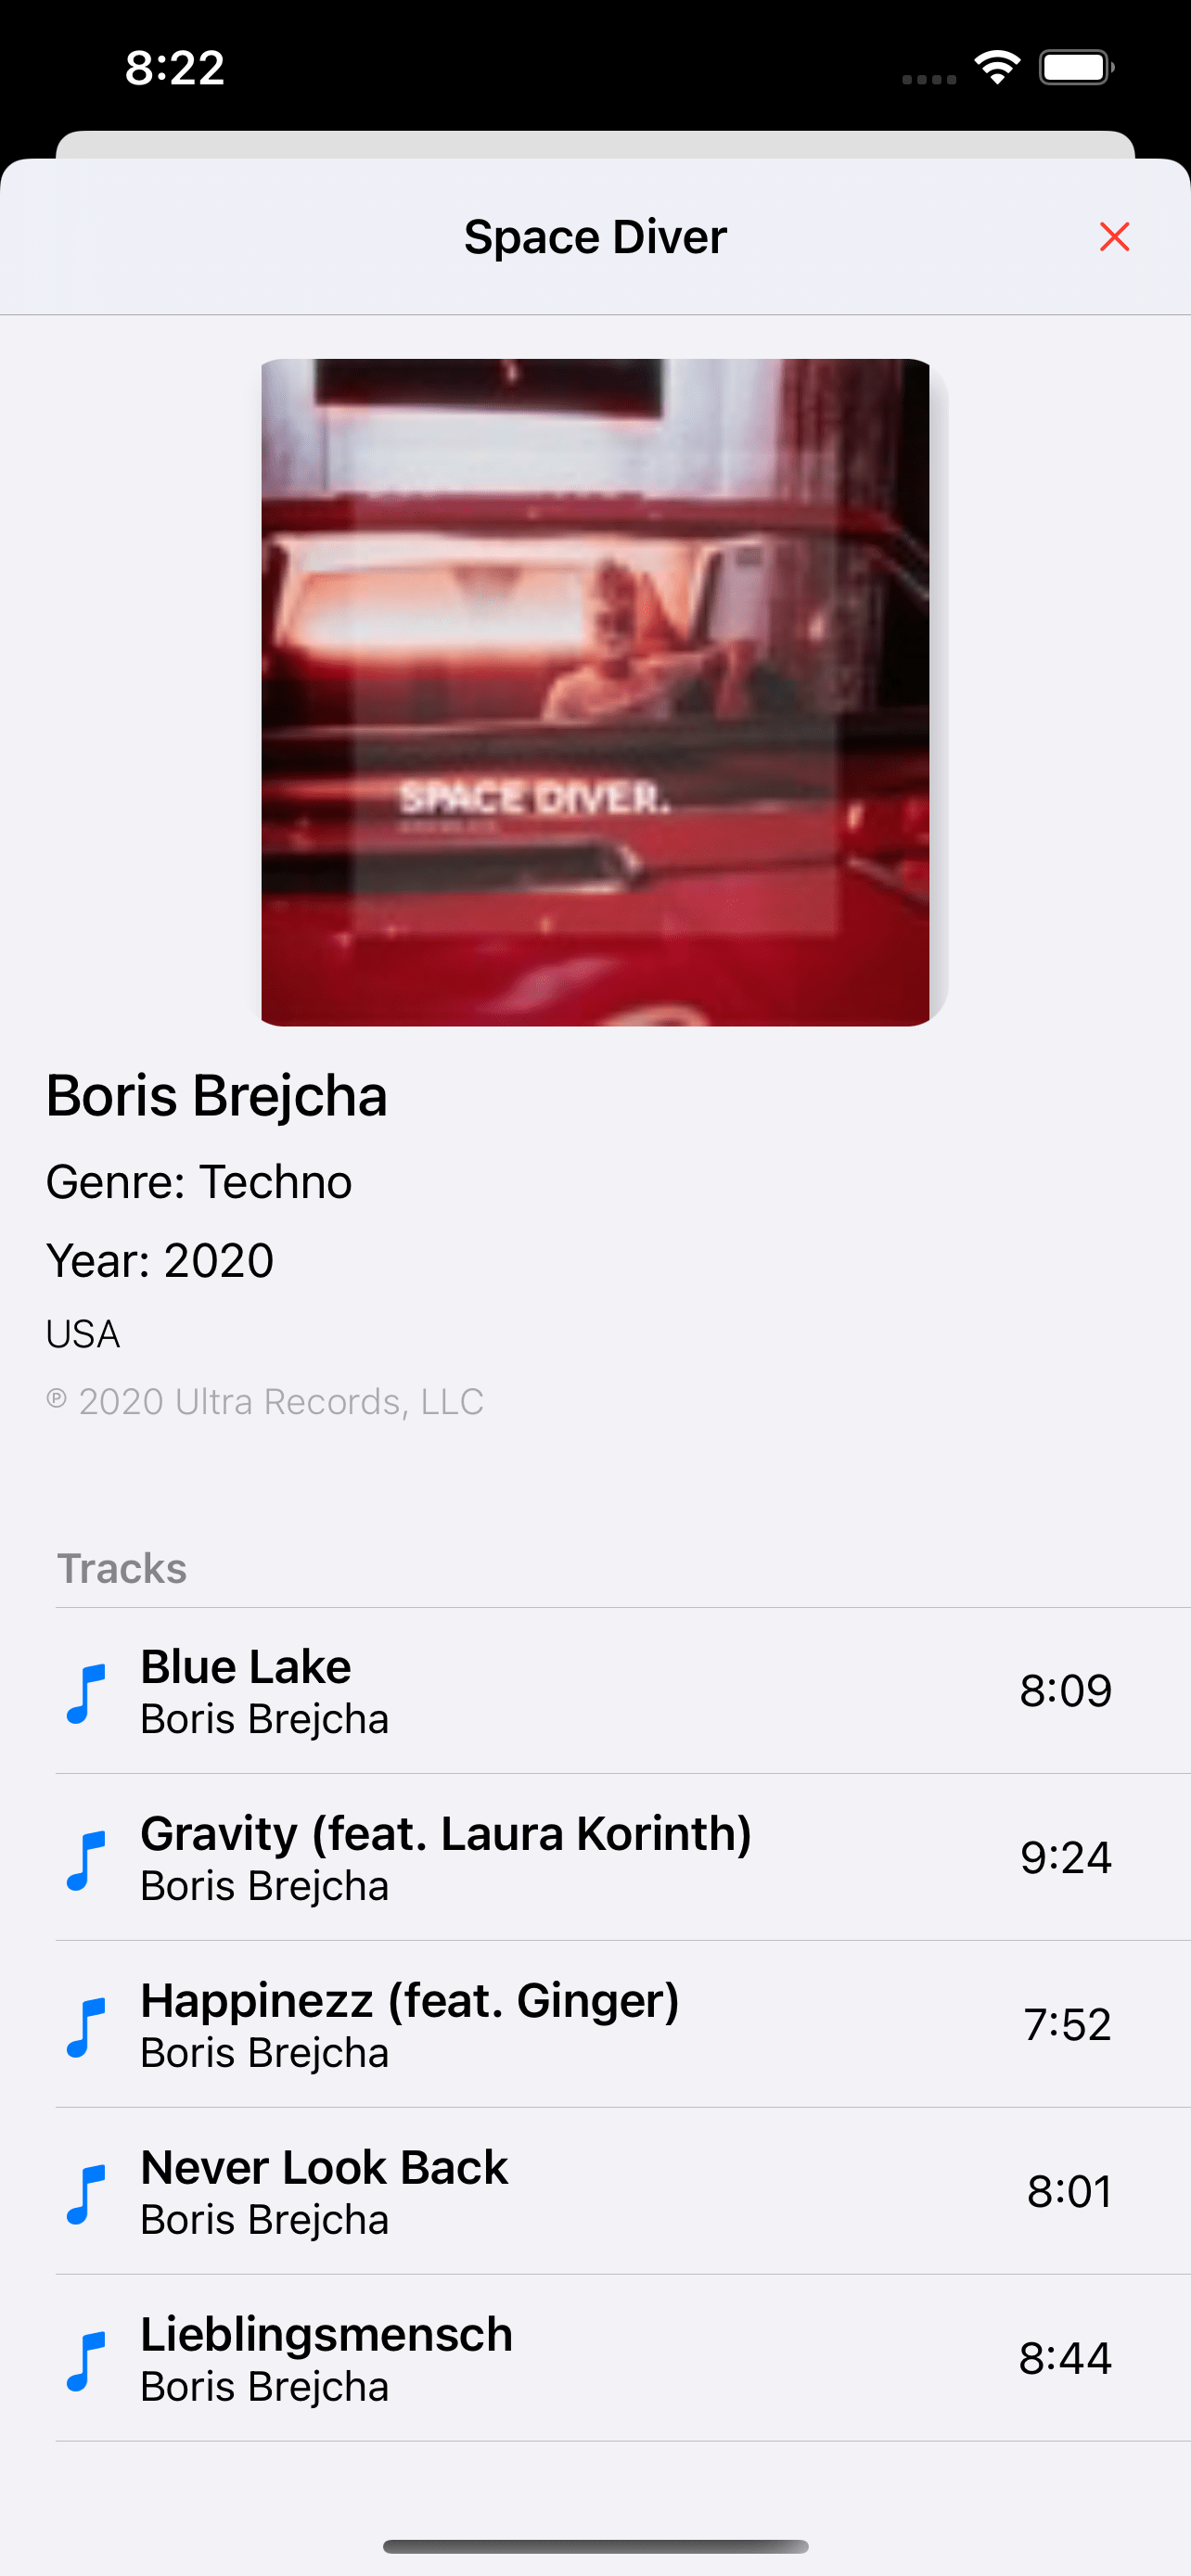 8:22
Space Diver
SPACE DIVER.
Boris Brejcha
Genre: Techno
Year: 2020
USA
℗ 2020 Ultra Records, LLC
Tracks
Blue Lake
Boris Brejcha
8:09
Gravity (feat. Laura Korinth)
Boris Brejcha
9:24
Happinezz (feat. Ginger)
Boris Brejcha
7:52
Never Look Back
Boris Brejcha
8:01
Lieblingsmensch
Boris Brejcha
8:44